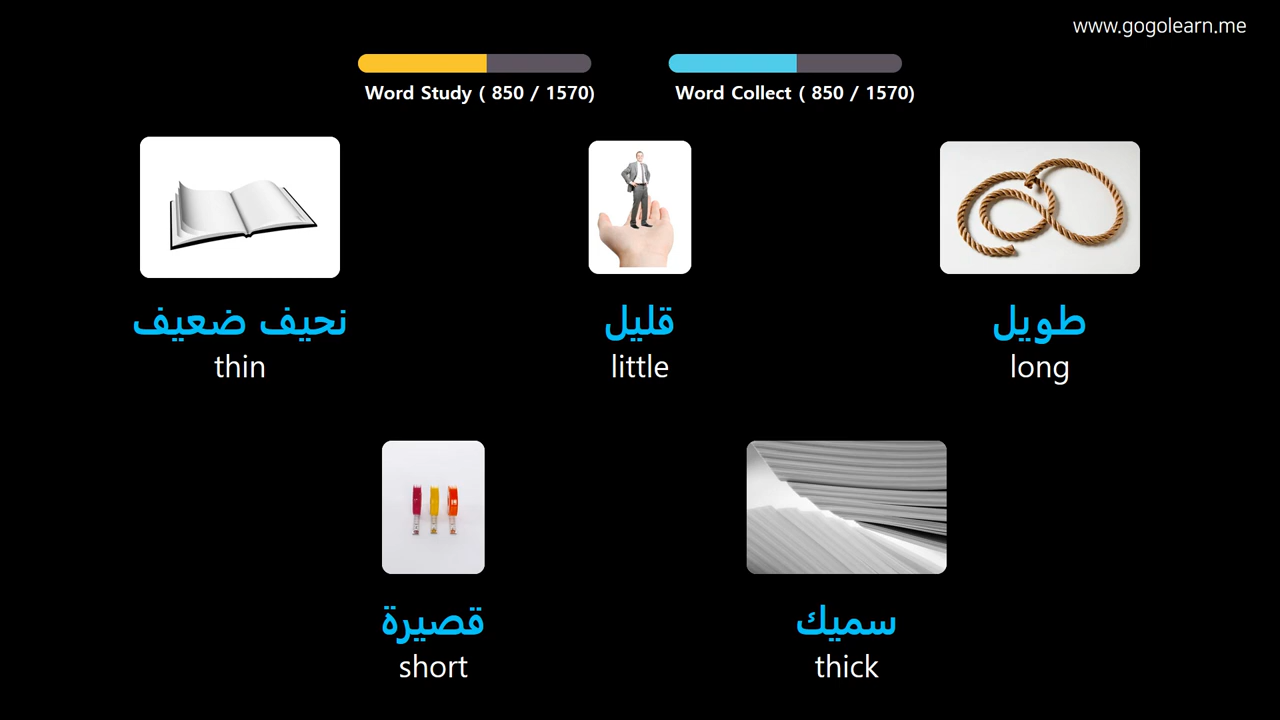 www.gogolearn.me
Word Study ( 850 / 1570)
Word Collect ( 850 / 1570)
نحيف ضعيف
thin
قليل
little
طويل
long
قصيرة
short
سميك
thick